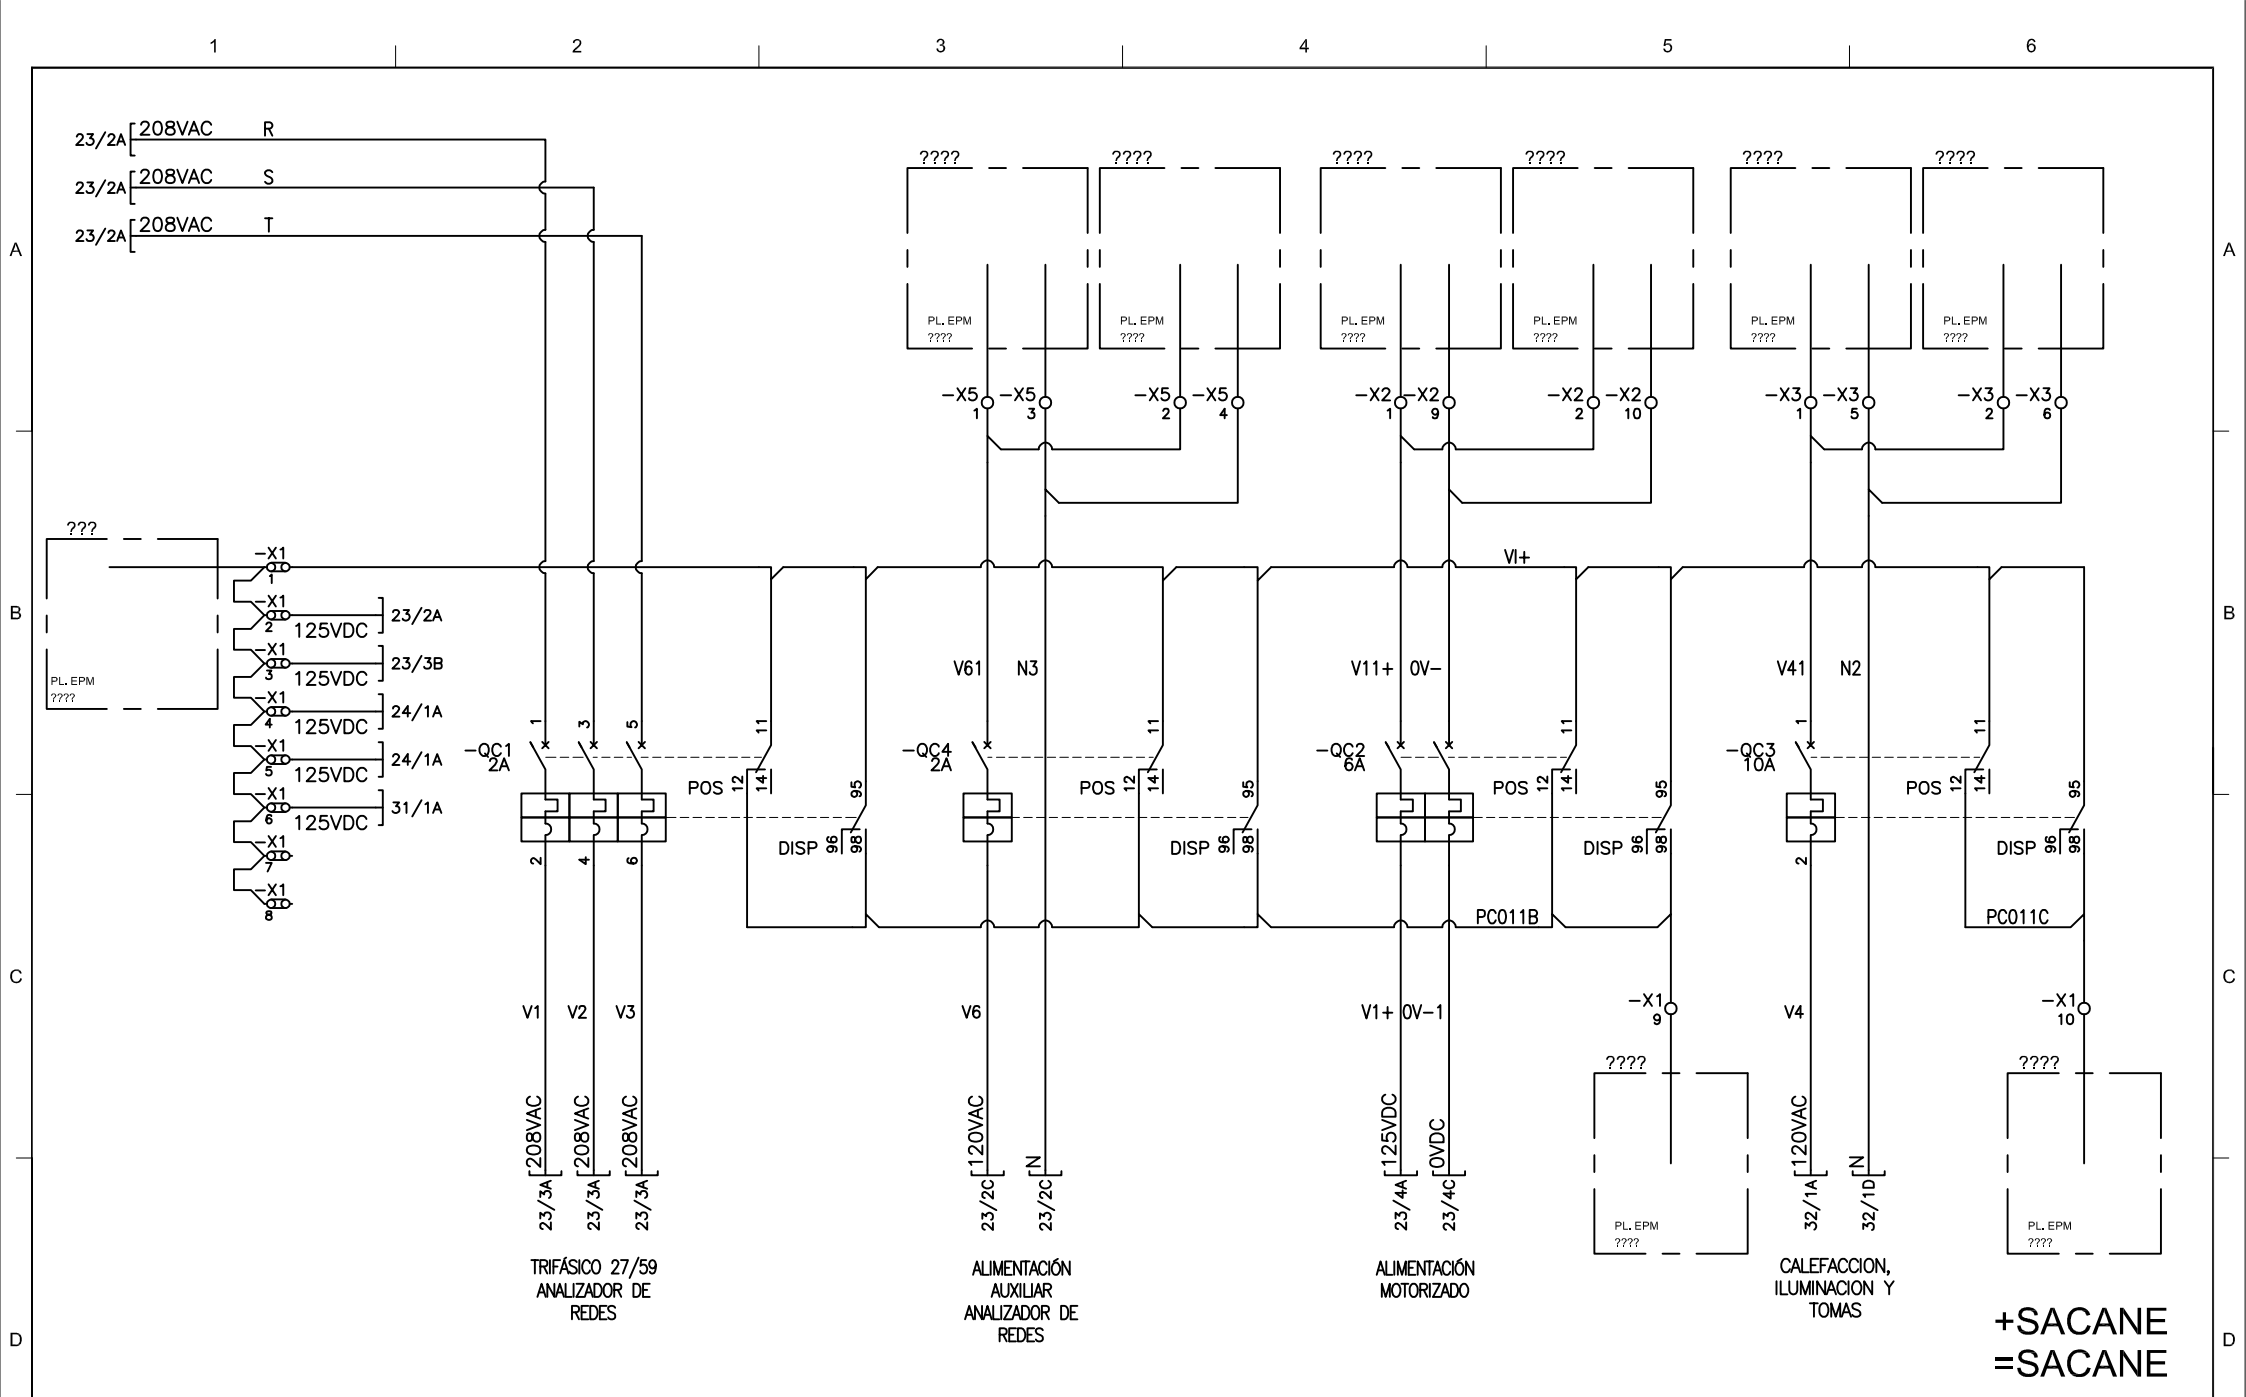 1 2 3 4 5 6
23/2A 208VAC R
23/2A 208VAC S
23/2A 208VAC T
???? ???? ???? ???? ???? ????
A A
PL. EPM PL. EPM PL. EPM PL. EPM PL. EPM PL. EPM
???? ???? ???? ???? ???? ????
-X5 -X5 -X5 -X5 -X2 -X2 -X2 -X2 -X3 -X3 -X3 -X3
1 3 2 4 1 9 2 10 1 5 2 6
???
-X1
1
VI+
B B
-X1
2 125VDC 23/2A
-X1
3 125VDC 23/3B
PL. EPM
????
V61 N3 V11+ 0V- V41 N2
-X1
4 125VDC 24/1A
-X1
5 125VDC 24/1A
-X1
6 125VDC 31/1A
-X1
7
-X1
8
1 3 5 11 11 11 1 11
-QC1
2A
-QC4
2A
-QC2
6A
-QC3
10A
POS 12 14 POS 12 14 POS 12 14 POS 12 14
95 95 95 95
DISP 96 98 DISP 96 98 DISP 96 98 DISP 96 98
2 4 6 2
PC011B PC011C
C C
V1 V2 V3 V6 V1+ 0V-1 V4
-X1
9
-X1
10
???? ????
208VAC 208VAC 208VAC 120VAC N 125VDC 0VDC 120VAC N
23/3A 23/3A 23/3A 23/2C 23/2C 23/4A 23/4C 32/1A 32/1D
PL. EPM PL. EPM
???? ????
TRIFÁSICO 27/59
ANALIZADOR DE
REDES
ALIMENTACIÓN
AUXILIAR
ANALIZADOR DE
REDES
ALIMENTACIÓN
MOTORIZADO
CALEFACCION,
ILUMINACION Y
TOMAS
D D
+SACANE
=SACANE